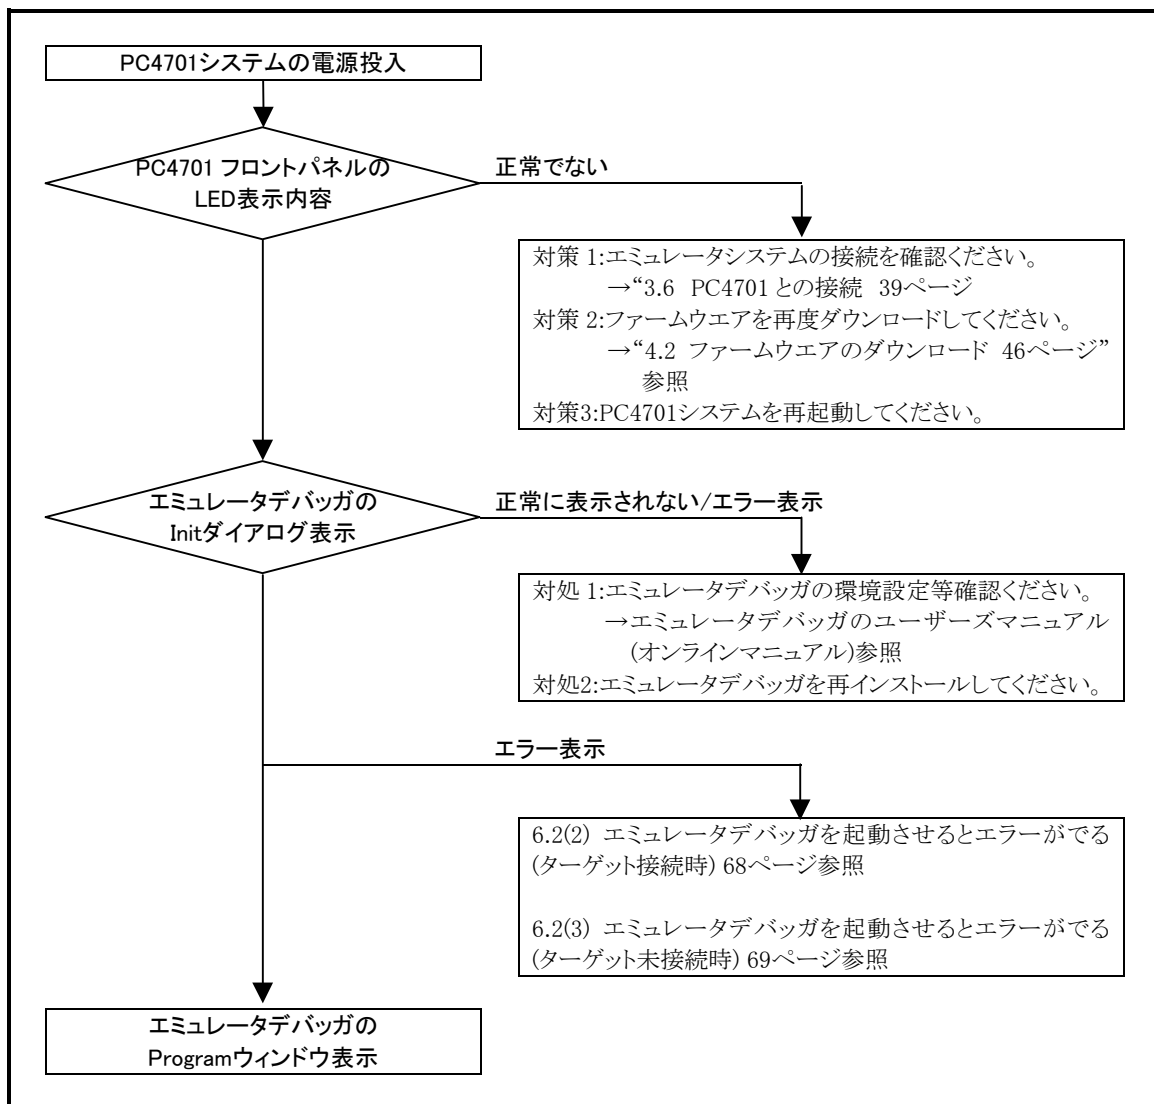 PC4701システムの電源投入
PC4701 フロントパネルの
LED表示内容
正常でない
対策 1:エミュレータシステムの接続を確認ください。
→“3.6 PC4701 との接続 39ページ
対策 2:ファームウエアを再度ダウンロードしてください。
→“4.2 ファームウエアのダウンロード 46ページ”
参照
対策3:PC4701システムを再起動してください。
エミュレータデバッガの
Initダイアログ表示
正常に表示されない/エラー表示
対処 1:エミュレータデバッガの環境設定等確認ください。
→エミュレータデバッガのユーザーズマニュアル
(オンラインマニュアル)参照
対処2:エミュレータデバッガを再インストールしてください。
エラー表示
6.2(2) エミュレータデバッガを起動させるとエラーがでる
(ターゲット接続時) 68ページ参照
6.2(3) エミュレータデバッガを起動させるとエラーがでる
(ターゲット未接続時) 69ページ参照
エミュレータデバッガの
Programウィンドウ表示